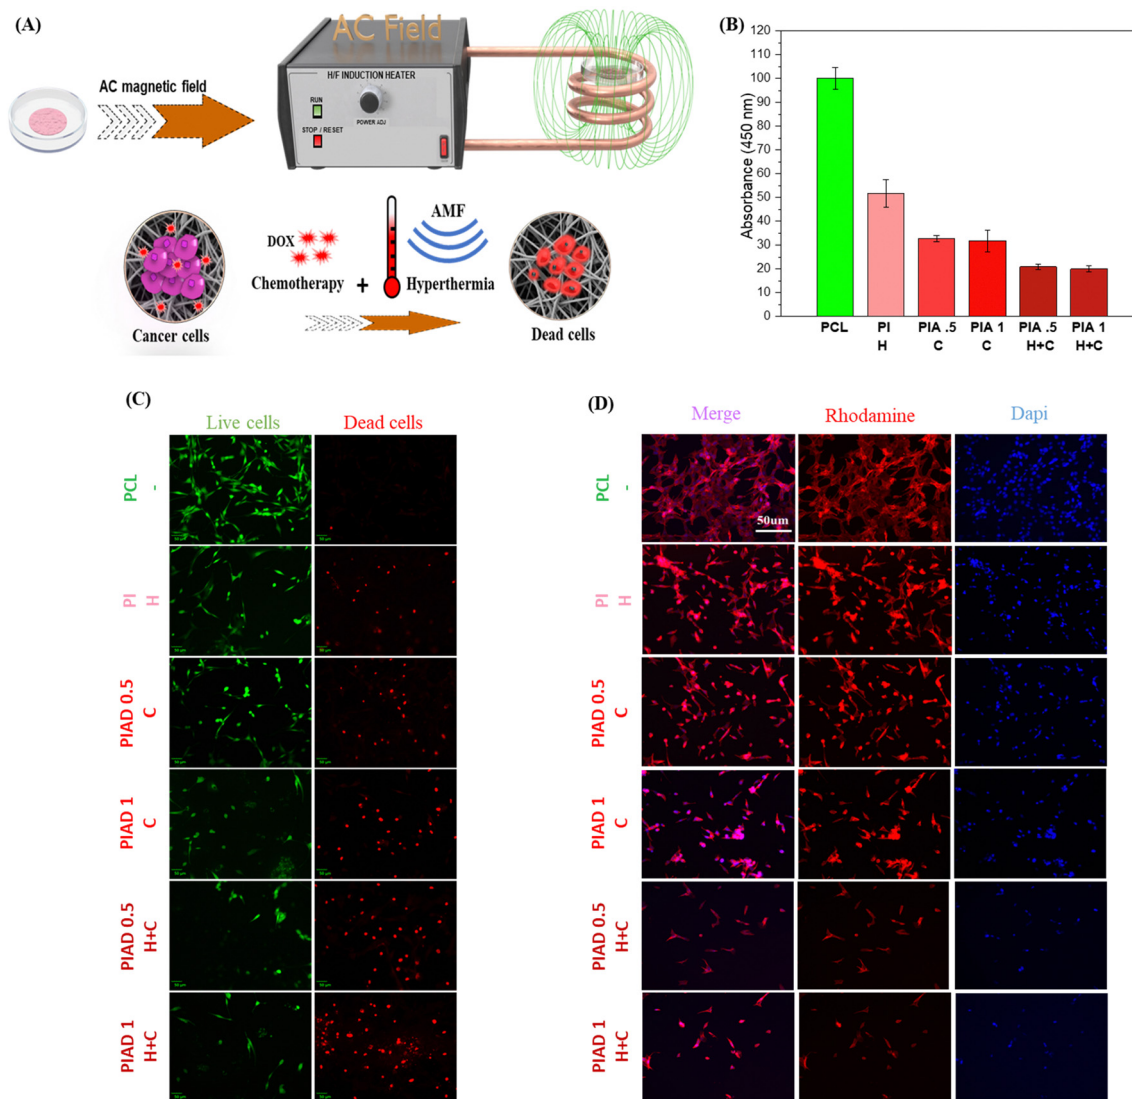 (A)
AC magnetic field
AC Field
H/F INDUCTION HEATER
RUN
POWER ADJ
STOP / RESET
DOX
Chemotherapy
+
AMF
Hyperthermia
Cancer cells
Dead cells
(B)
Absorbance (450 nm)
120
110
100
90
80
70
60
50
40
30
20
10
0
PCL
PI
H
PIA .5
C
PIA 1
C
PIA .5
H+C
PIA 1
H+C
(C)
Live cells
Dead cells
PCL
-
PI
H
PIAD 0.5
C
PIAD 1
C
PIAD 0.5
H+C
PIAD 1
H+C
(D)
Merge
Rhodamine
Dapi
50um
PCL
-
PI
H
PIAD 0.5
C
PIAD 1
C
PIAD 0.5
H+C
PIAD 1
H+C